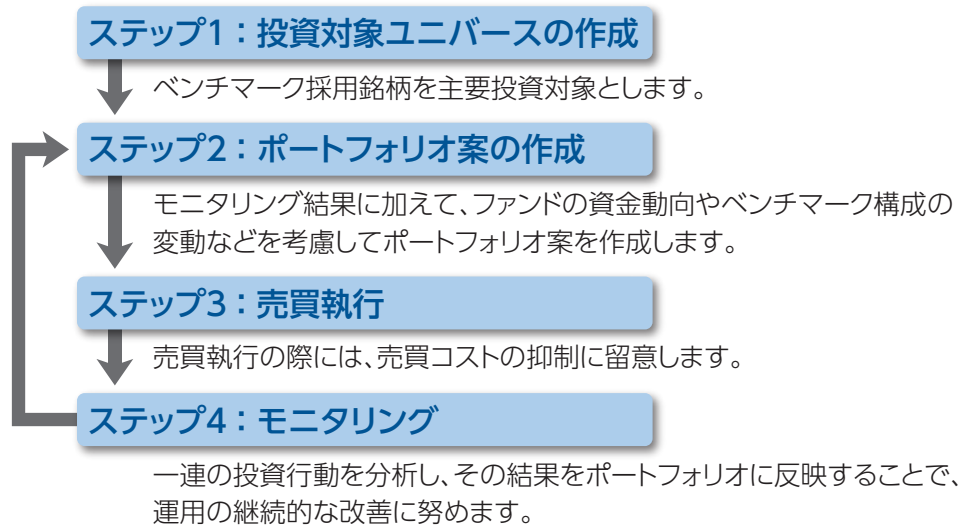 ステップ1：投資対象ユニバースの作成
ベンチマーク採用銘柄を主要投資対象とします。
ステップ2：ポートフォリオ案の作成
モニタリング結果に加えて、ファンドの資金動向やベンチマーク構成の
変動などを考慮してポートフォリオ案を作成します。
ステップ3：売買執行
売買執行の際には、売買コストの抑制に留意します。
ステップ4：モニタリング
一連の投資行動を分析し、その結果をポートフォリオに反映することで、
運用の継続的な改善に努めます。